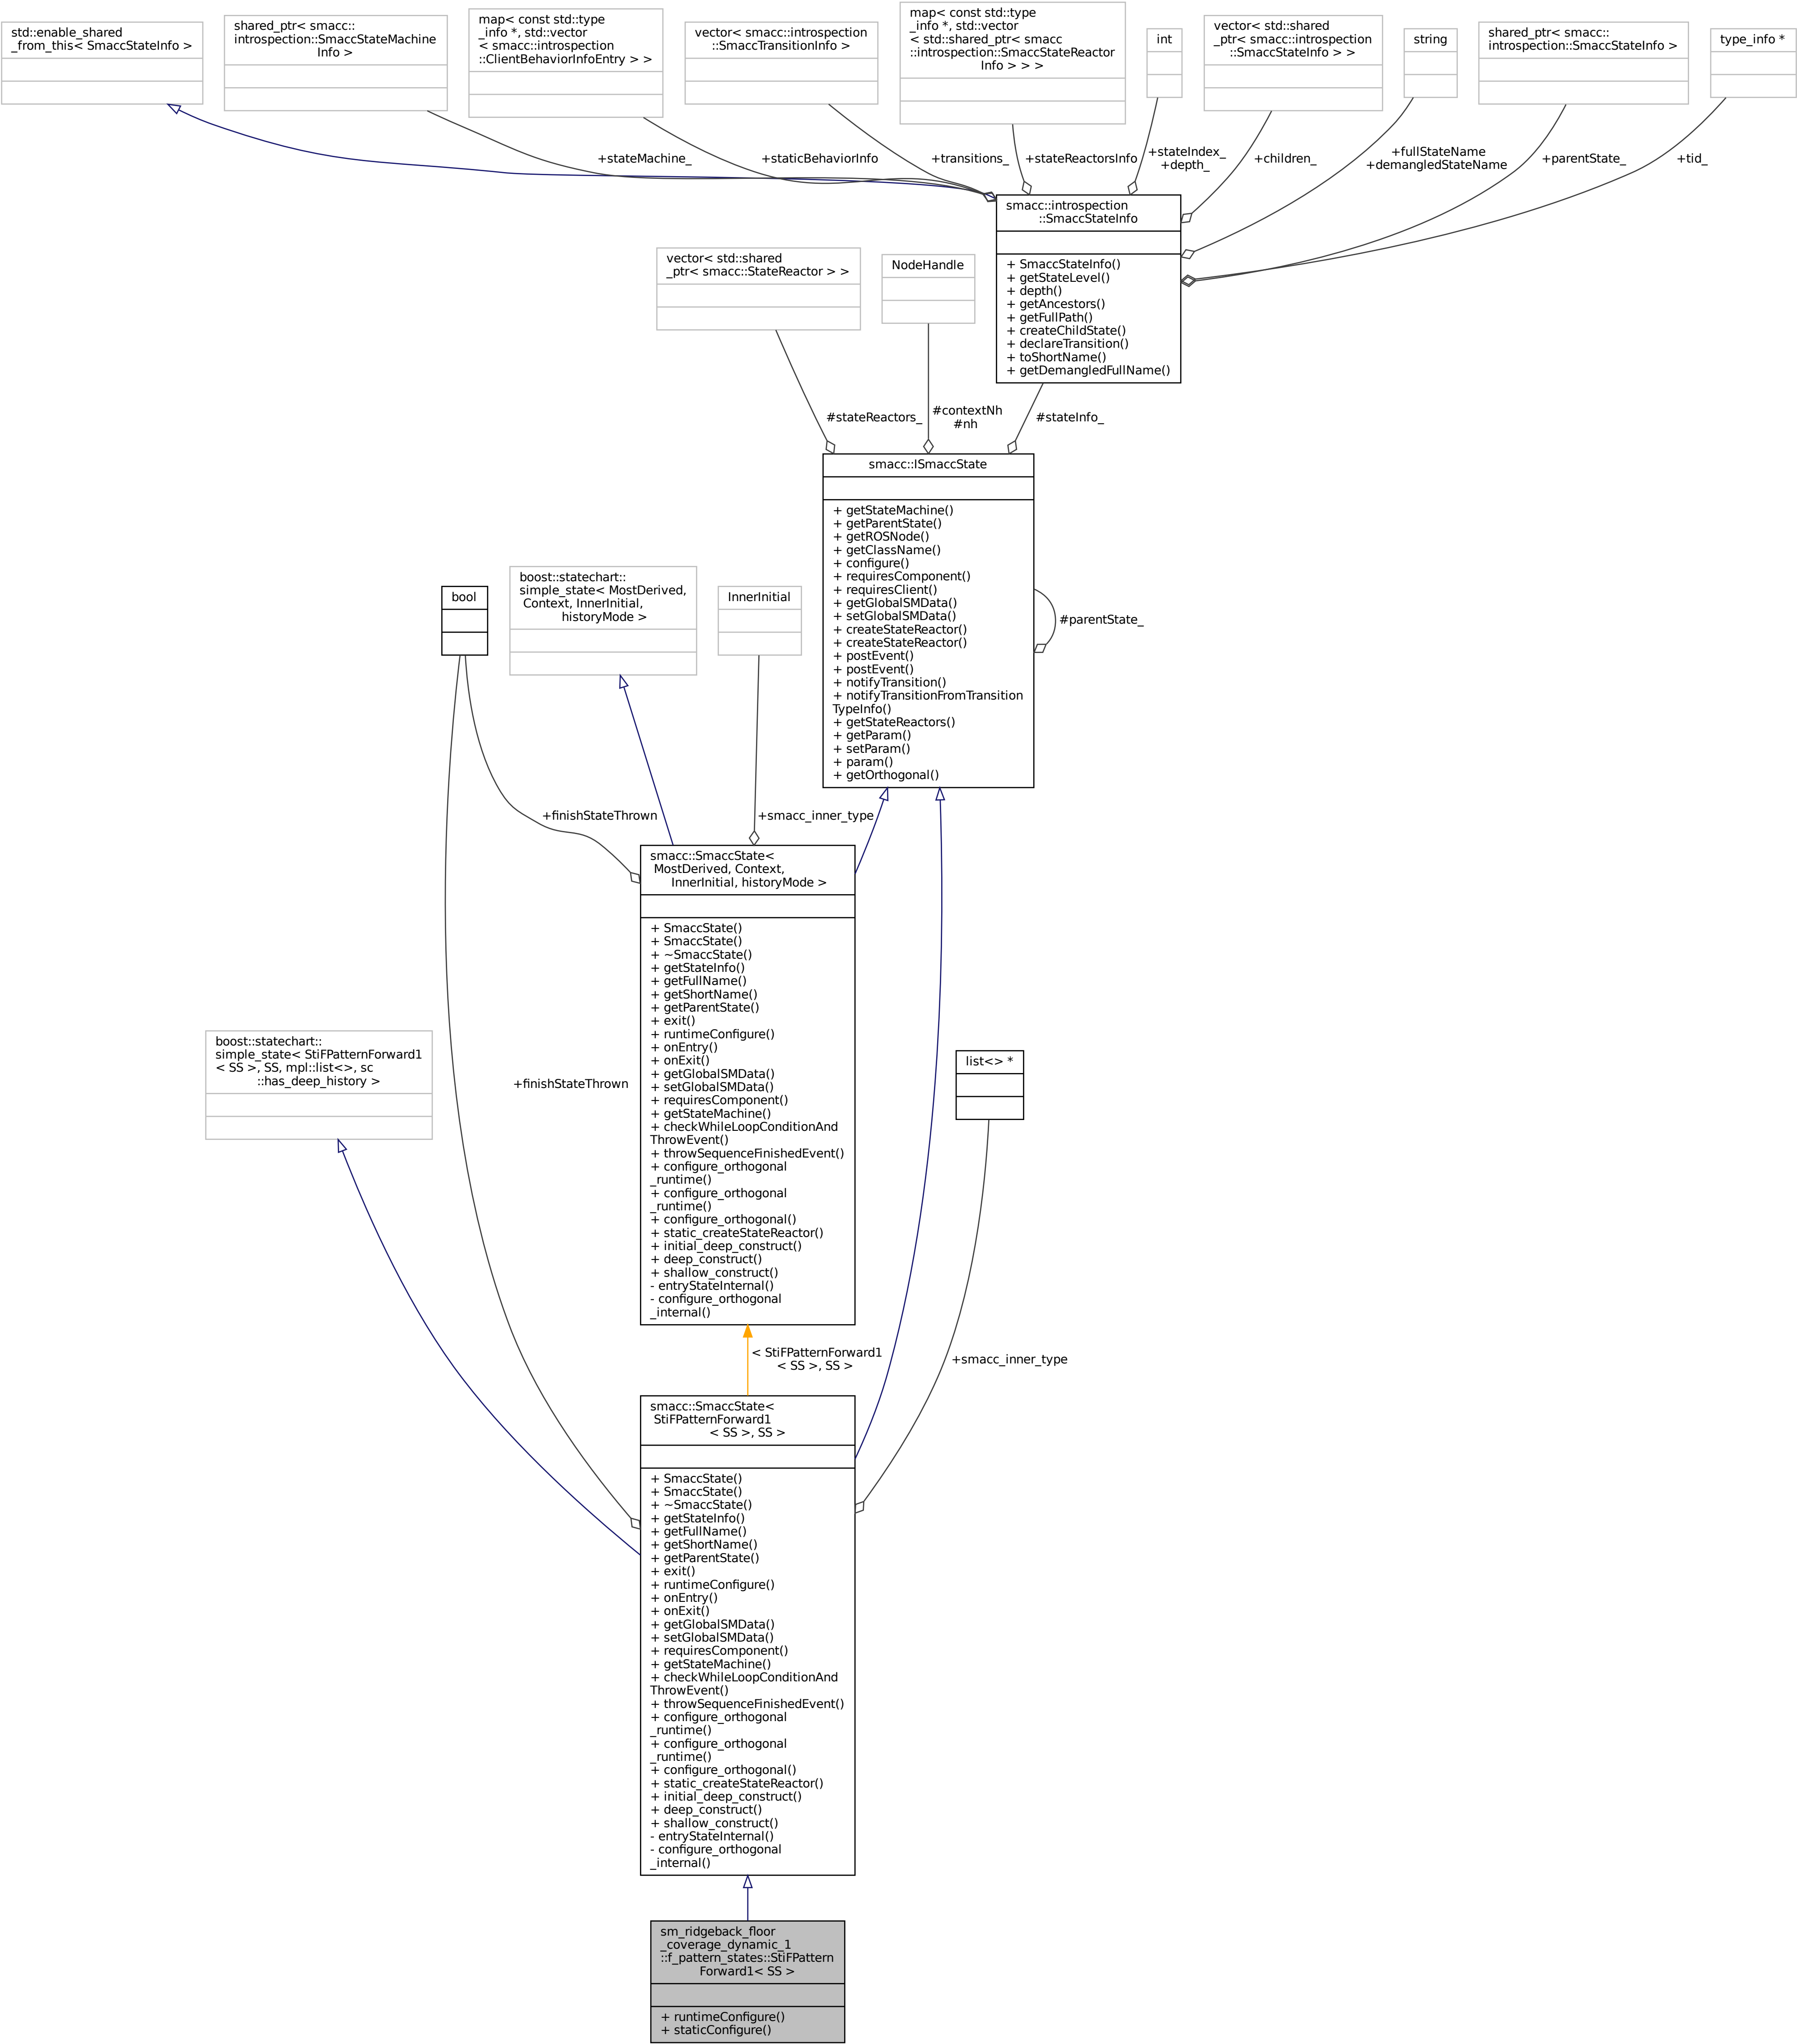 std::enable_shared
_from_this< SmaccStateInfo >
shared_ptr< smacc::
introspection::SmaccStateMachine
Info >
map< const std::type
_info *, std::vector
< smacc::introspection
::ClientBehaviorInfoEntry > >
vector< smacc::introspection
::SmaccTransitionInfo >
map< const std::type
_info *, std::vector
< std::shared_ptr< smacc
::introspection::SmaccStateReactor
Info > > >
int
vector< std::shared
_ptr< smacc::introspection
::SmaccStateInfo > >
string
shared_ptr< smacc::
introspection::SmaccStateInfo >
type_info *
+stateMachine_
+staticBehaviorInfo
+transitions_
+stateReactorsInfo
+stateIndex_
+depth_
+children_
+fullStateName
+demangledStateName
+parentState_
+tid_
smacc::introspection
::SmaccStateInfo
+ SmaccStateInfo()
+ getStateLevel()
+ depth()
+ getAncestors()
+ getFullPath()
+ createChildState()
+ declareTransition()
+ toShortName()
+ getDemangledFullName()
vector< std::shared
_ptr< smacc::StateReactor > >
NodeHandle
#stateReactors_
#contextNh
#nh
#stateInfo_
smacc::ISmaccState
+ getStateMachine()
+ getParentState()
+ getROSNode()
+ getClassName()
+ configure()
+ requiresComponent()
+ requiresClient()
+ getGlobalSMData()
+ setGlobalSMData()
+ createStateReactor()
+ createStateReactor()
+ postEvent()
+ postEvent()
+ notifyTransition()
+ notifyTransitionFromTransition
TypeInfo()
+ getStateReactors()
+ getParam()
+ setParam()
+ param()
+ getOrthogonal()
#parentState_
bool
boost::statechart::
simple_state< MostDerived,
Context, InnerInitial,
historyMode >
InnerInitial
+finishStateThrown
+smacc_inner_type
smacc::SmaccState<
MostDerived, Context,
InnerInitial, historyMode >
+ SmaccState()
+ SmaccState()
+ ~SmaccState()
+ getStateInfo()
+ getFullName()
+ getShortName()
+ getParentState()
+ exit()
+ runtimeConfigure()
+ onEntry()
+ onExit()
+ getGlobalSMData()
+ setGlobalSMData()
+ requiresComponent()
+ getStateMachine()
+ checkWhileLoopConditionAnd
ThrowEvent()
+ throwSequenceFinishedEvent()
+ configure_orthogonal
_runtime()
+ configure_orthogonal
_runtime()
+ configure_orthogonal()
+ static_createStateReactor()
+ initial_deep_construct()
+ deep_construct()
+ shallow_construct()
- entryStateInternal()
- configure_orthogonal
_internal()
boost::statechart::
simple_state< StiFPatternForward1
< SS >, SS, mpl::list<>, sc
::has_deep_history >
+finishStateThrown
list<> *
< StiFPatternForward1
< SS >, SS >
+smacc_inner_type
smacc::SmaccState<
StiFPatternForward1
< SS >, SS >
+ SmaccState()
+ SmaccState()
+ ~SmaccState()
+ getStateInfo()
+ getFullName()
+ getShortName()
+ getParentState()
+ exit()
+ runtimeConfigure()
+ onEntry()
+ onExit()
+ getGlobalSMData()
+ setGlobalSMData()
+ requiresComponent()
+ getStateMachine()
+ checkWhileLoopConditionAnd
ThrowEvent()
+ throwSequenceFinishedEvent()
+ configure_orthogonal
_runtime()
+ configure_orthogonal
_runtime()
+ configure_orthogonal()
+ static_createStateReactor()
+ initial_deep_construct()
+ deep_construct()
+ shallow_construct()
- entryStateInternal()
- configure_orthogonal
_internal()
sm_ridgeback_floor
_coverage_dynamic_1
::f_pattern_states::StiFPattern
Forward1< SS >
+ runtimeConfigure()
+ staticConfigure()